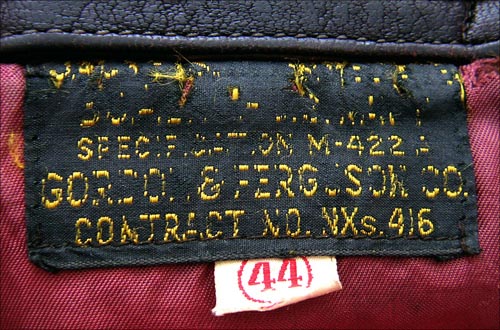 SPECIFICATION M-422 A
GORDON & FERGUSON CO.
CONTRACT NO. NXs.416
44